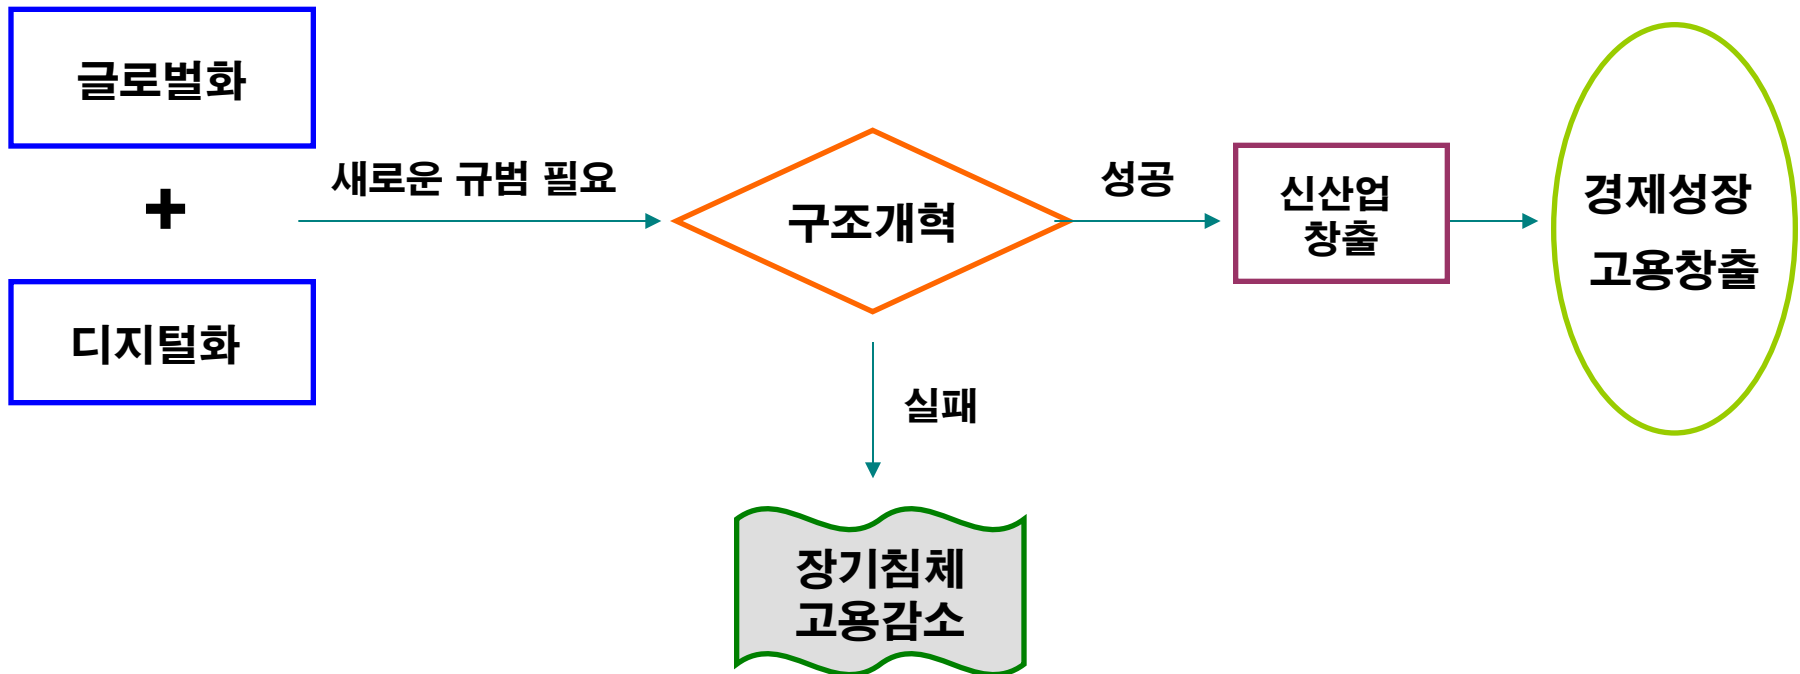 글로벌화
+
디지털화
새로운 규범 필요
구조개혁
성공
신산업
창출
경제성장
고용창출
실패
장기침체
고용감소